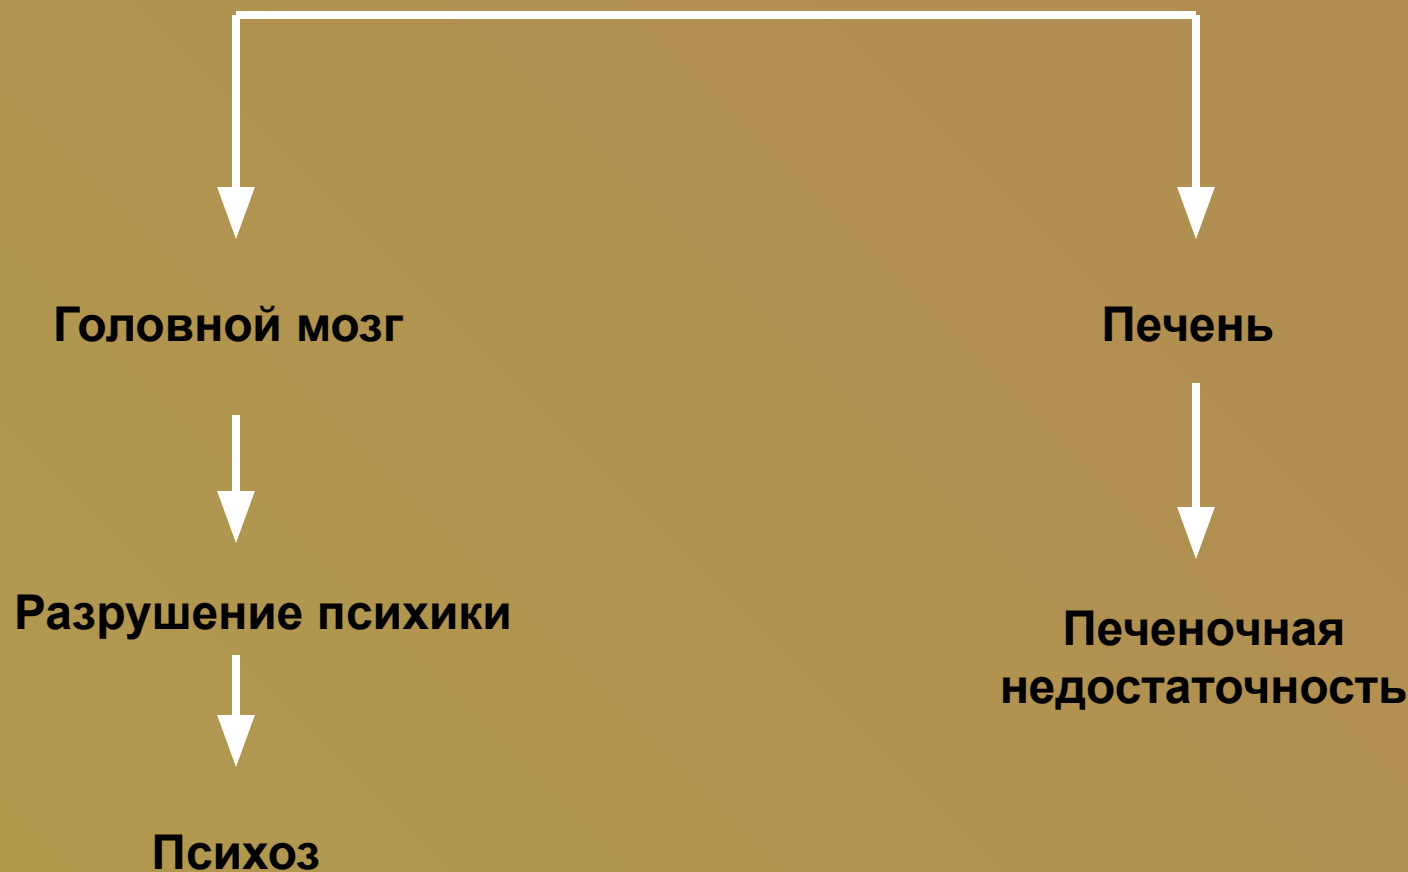 Головной мозг
Печень
Разрушение психики
Печеночная
недостаточность
Психоз